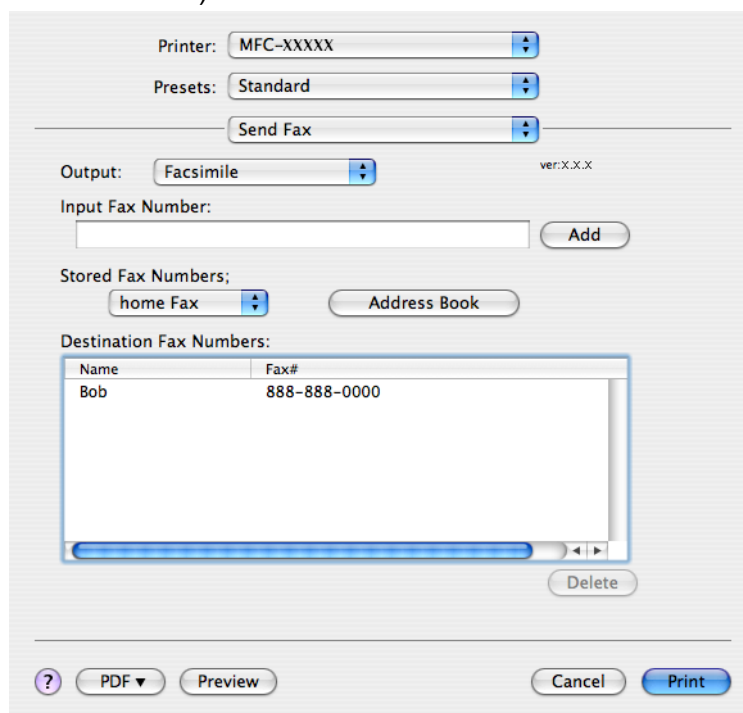 )
Printer: MFC-XXXXX
Presets: Standard
Send Fax
Output: Facsimile ver:X.X.X
Input Fax Number:
Add
Stored Fax Numbers;
home Fax Address Book
Destination Fax Numbers:
Name Fax#
Bob 888-888-0000
Delete
? PDF▼ Preview Cancel Print